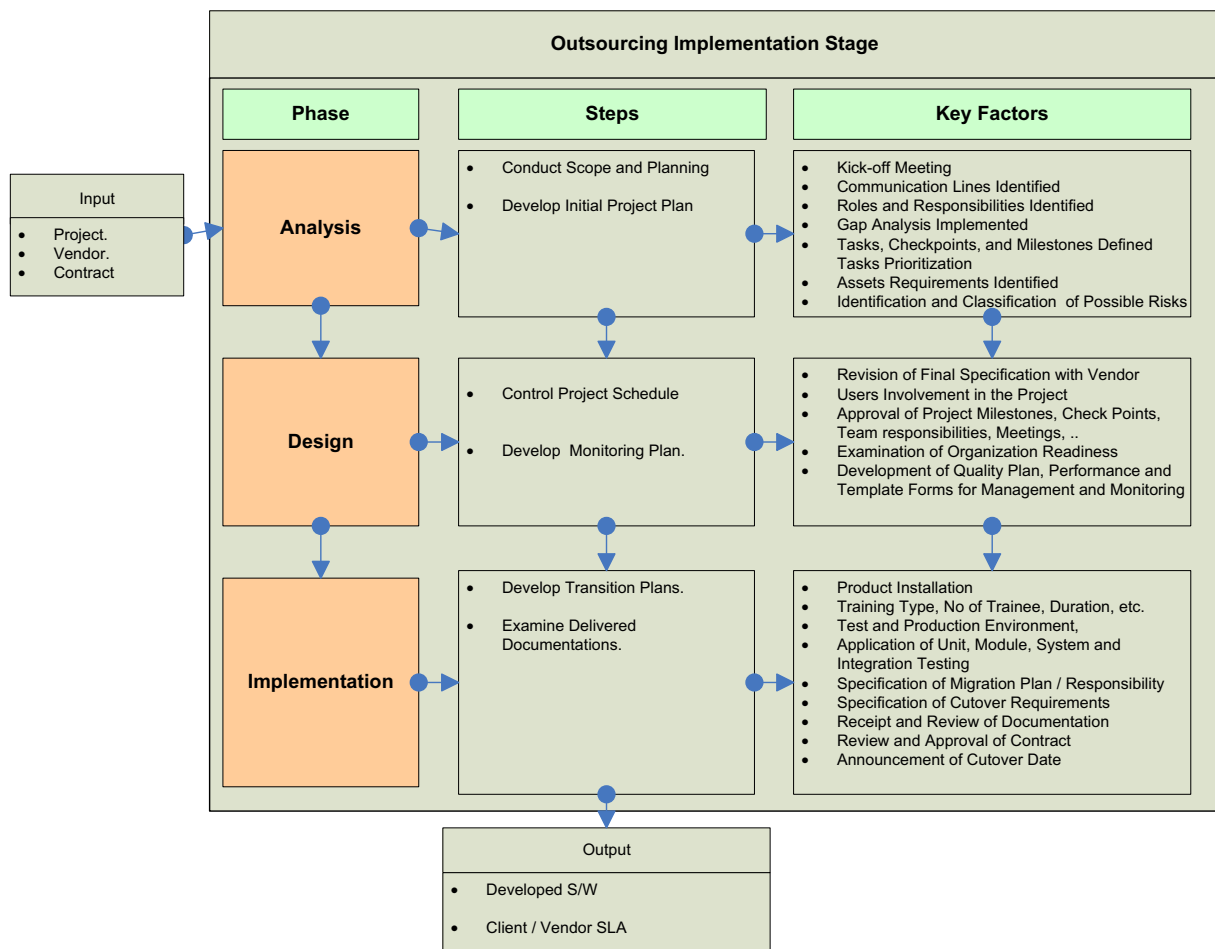 Outsourcing Implementation Stage
Phase
Steps
Key Factors
Input
• Project.
• Vendor.
• Contract
Analysis
• Conduct Scope and Planning
• Develop Initial Project Plan
• Kick-off Meeting
• Communication Lines Identified
• Roles and Responsibilities Identified
• Gap Analysis Implemented
• Tasks, Checkpoints, and Milestones Defined
Tasks Prioritization
• Assets Requirements Identified
• Identification and Classification of Possible Risks
Design
• Control Project Schedule
• Develop Monitoring Plan.
• Revision of Final Specification with Vendor
• Users Involvement in the Project
• Approval of Project Milestones, Check Points,
Team responsibilities, Meetings, ..
• Examination of Organization Readiness
• Development of Quality Plan, Performance and
Template Forms for Management and Monitoring
Implementation
• Develop Transition Plans.
• Examine Delivered
Documentations.
• Product Installation
• Training Type, No of Trainee, Duration, etc.
• Test and Production Environment,
• Application of Unit, Module, System and
Integration Testing
• Specification of Migration Plan / Responsibility
• Specification of Cutover Requirements
• Receipt and Review of Documentation
• Review and Approval of Contract
• Announcement of Cutover Date
Output
• Developed S/W
• Client / Vendor SLA